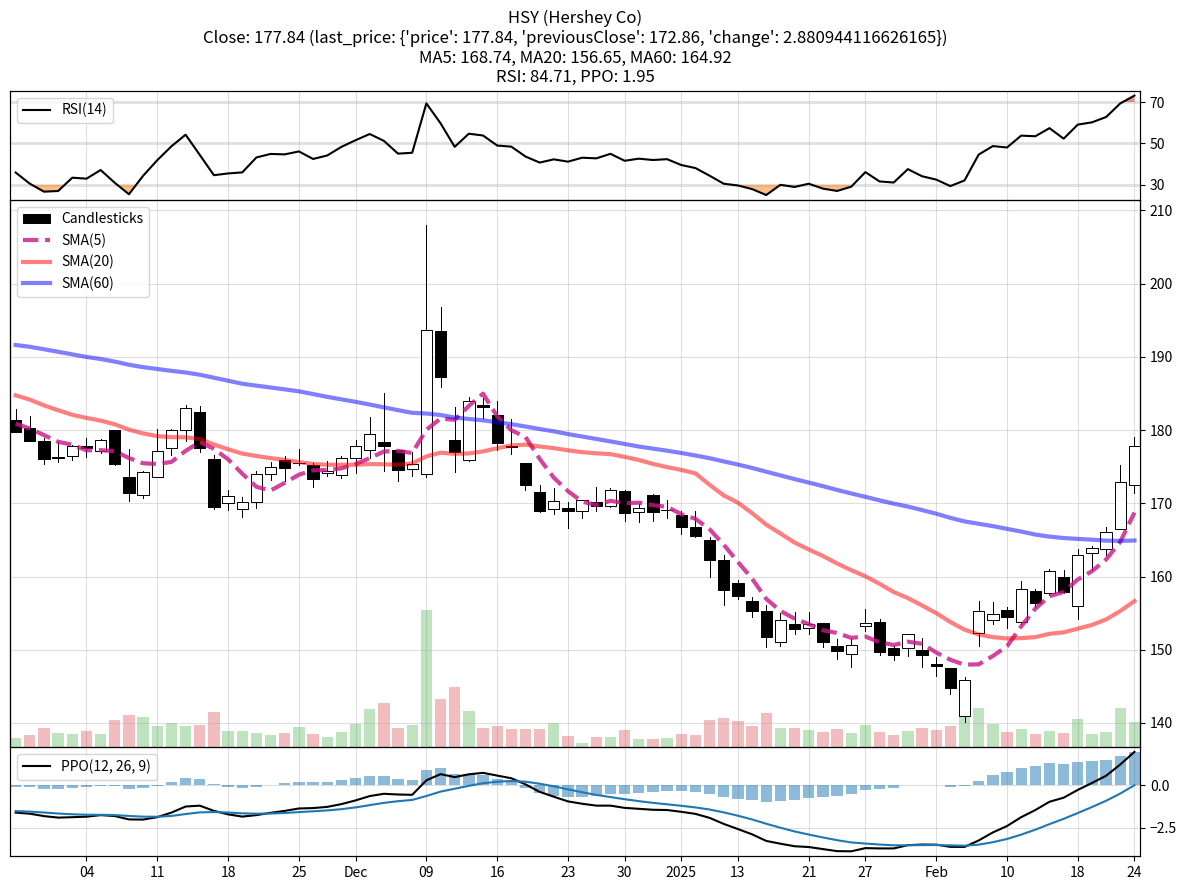 HSY (Hershey Co)
Close: 177.84 (last_price: {'price': 177.84, 'previousClose': 172.86, 'change': 2.880944116626165})
MA5: 168.74, MA20: 156.65, MA60: 164.92
RSI: 84.71, PPO: 1.95
RSI(14)
70
50
30
Candlesticks
SMA(5)
SMA(20)
SMA(60)
210
200
190
180
170
160
150
140
PPO(12, 26, 9)
0.0
−2.5
04 11 18 25 Dec 09 16 23 30 2025 13 21 27 Feb 10 18 24